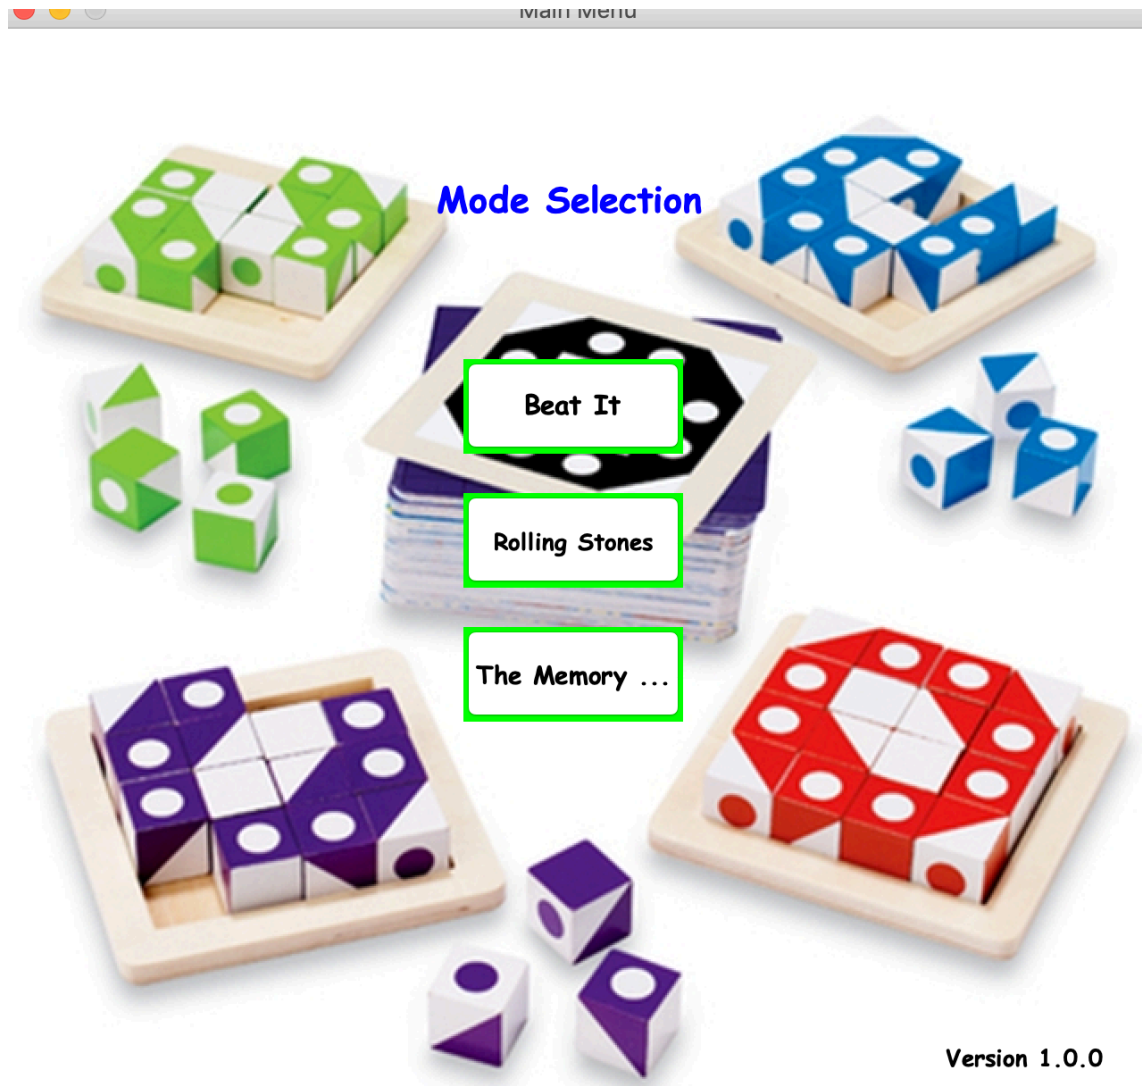 Main Menu
Mode Selection
Beat It
Rolling Stones
The Memory ...
Version 1.0.0